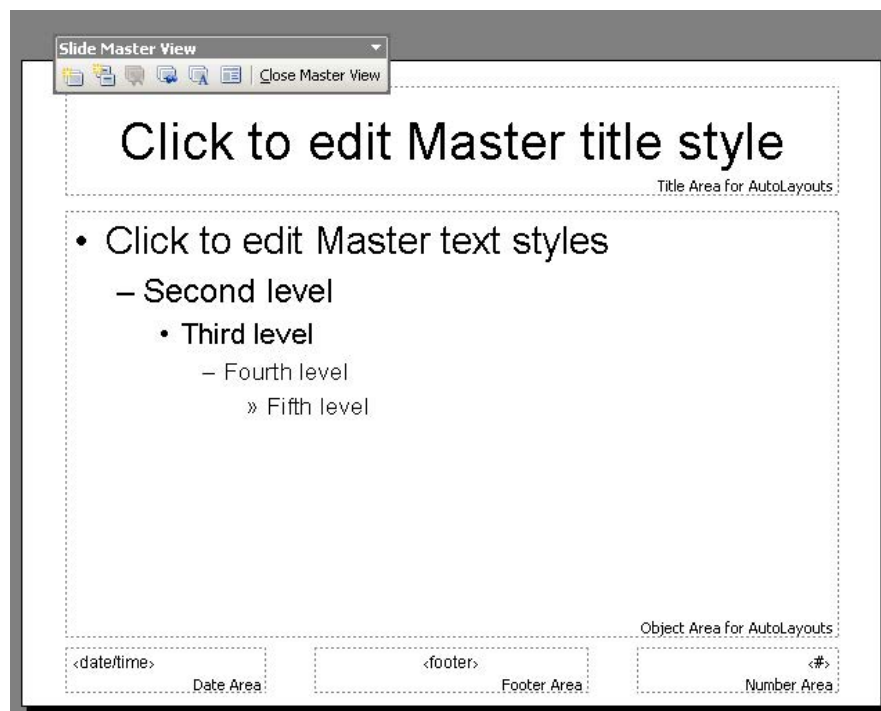 Slide Master View
Close Master View
Click to edit Master title style
Title Area for AutoLayouts
• Click to edit Master text styles
– Second level
• Third level
– Fourth level
» Fifth level
Object Area for AutoLayouts
<date/time>
Date Area
<footer>
Footer Area
<#>
Number Area